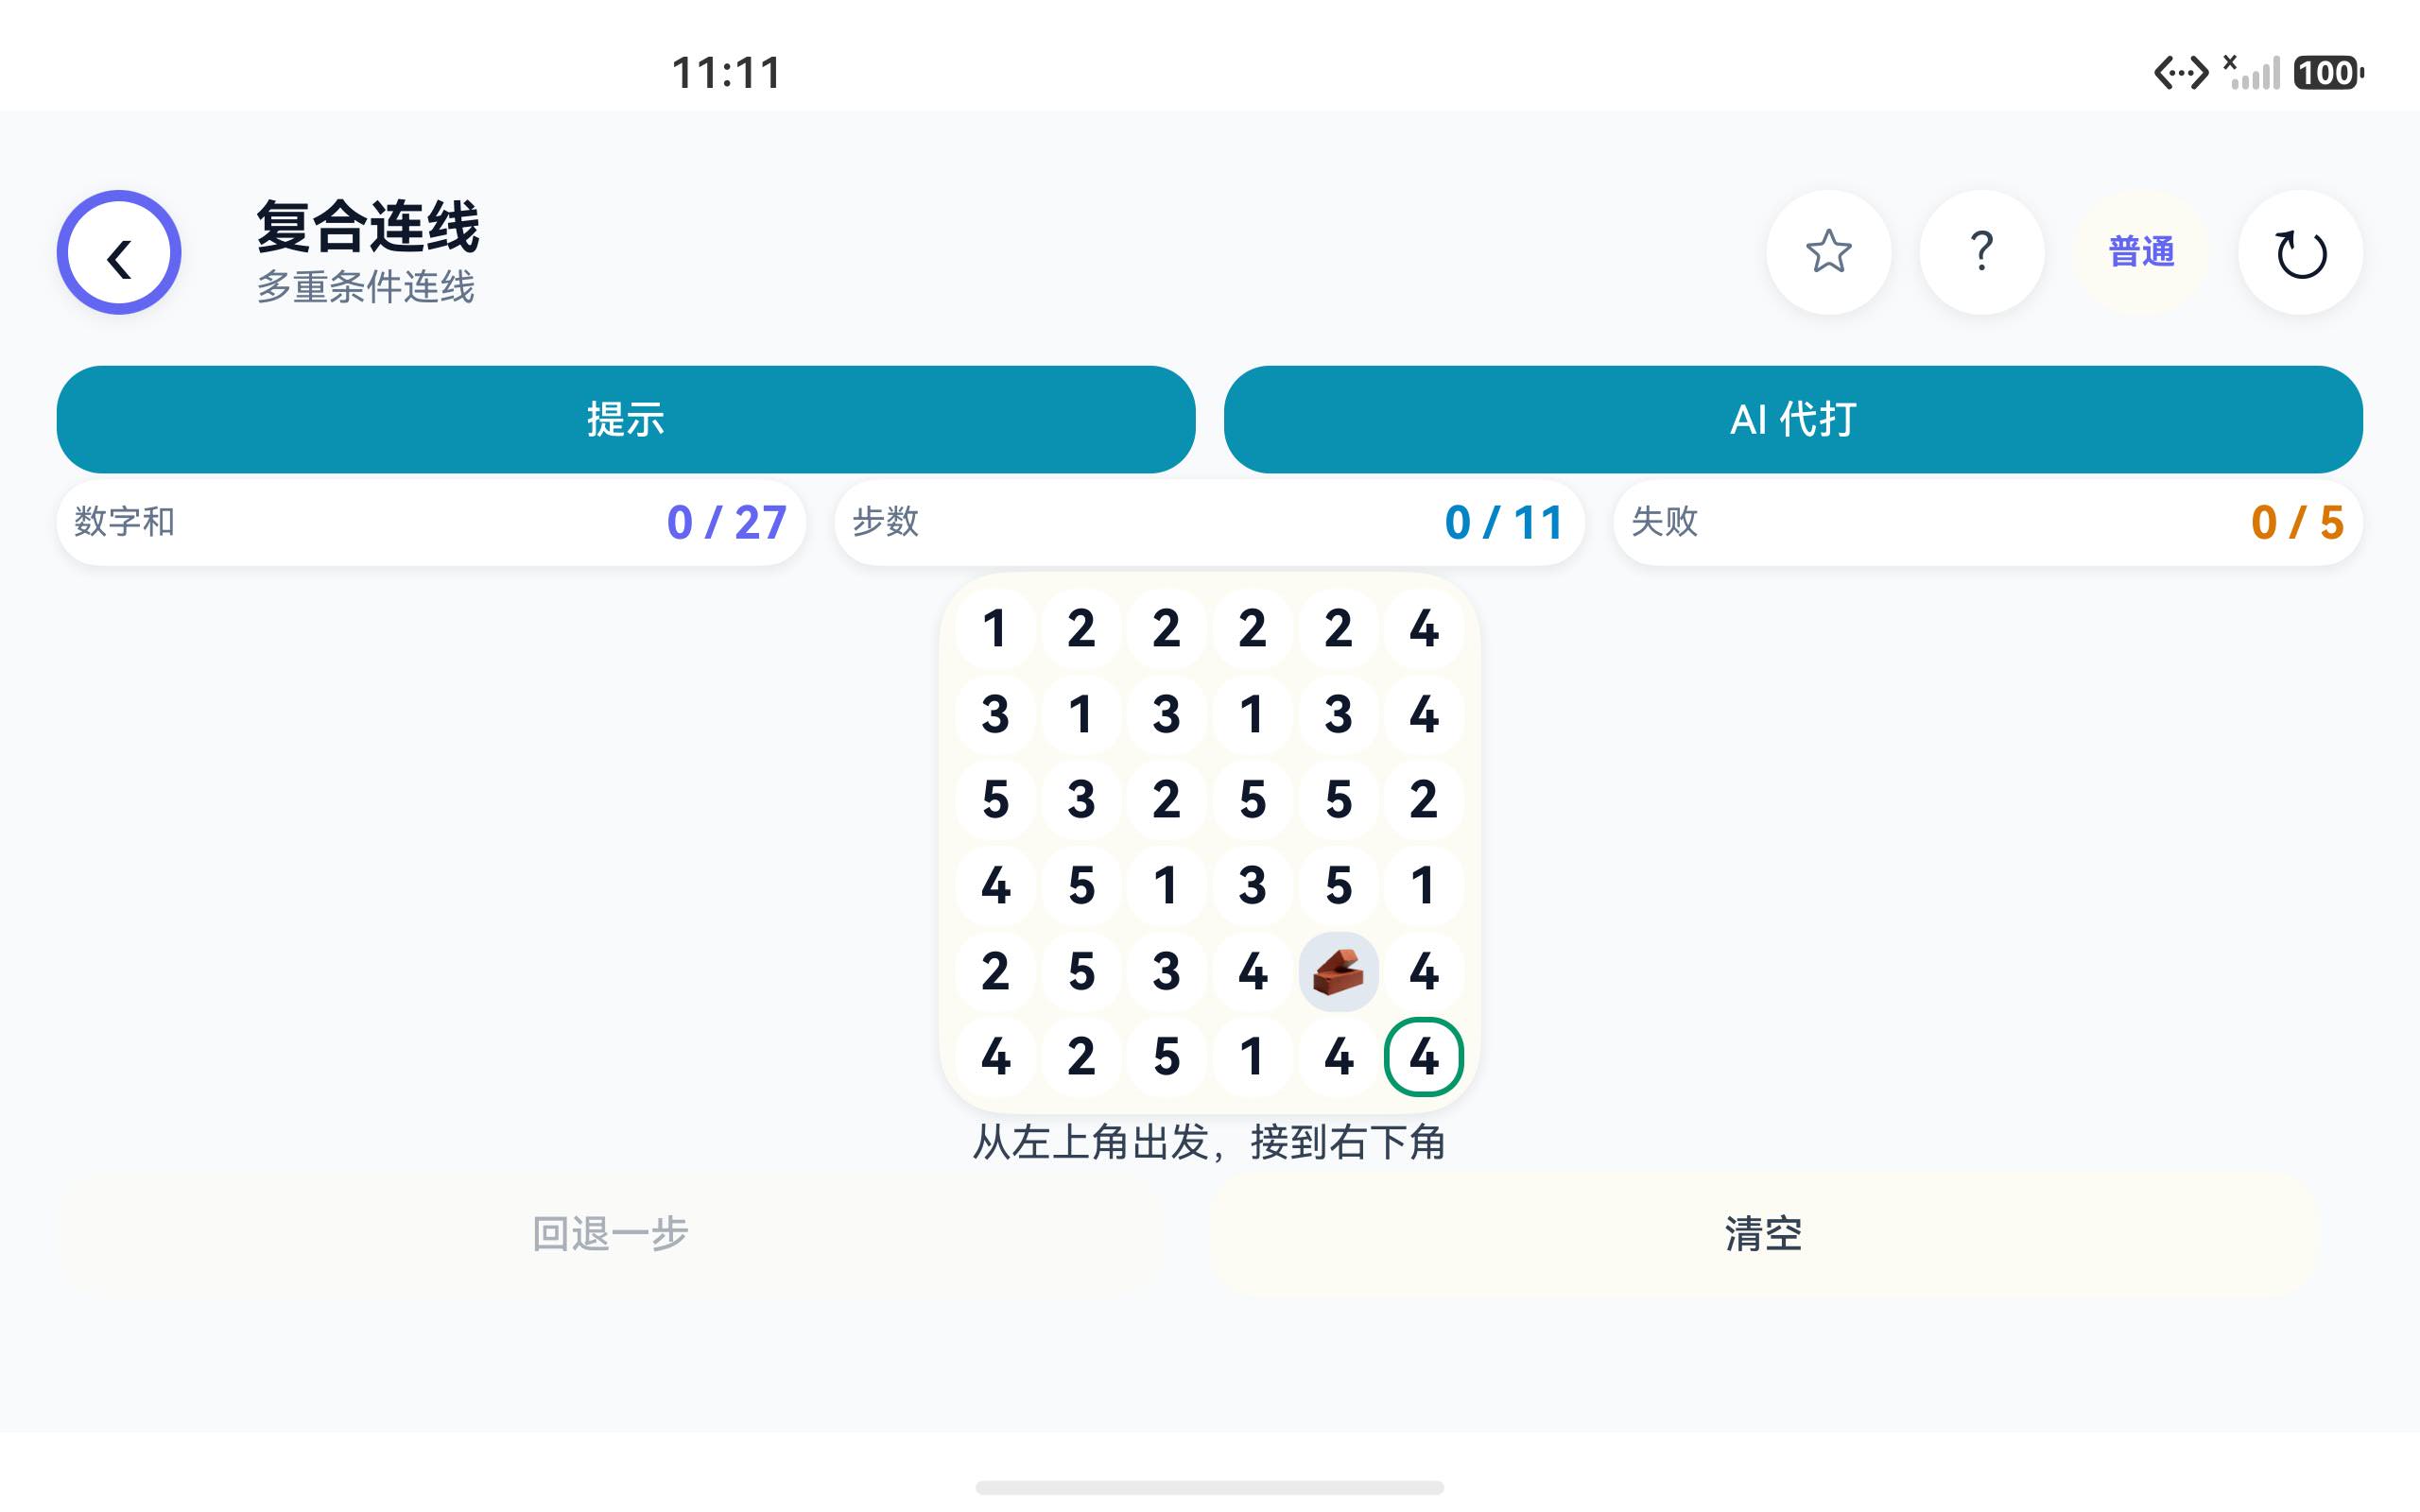 11:11
100
复合连线
多重条件连线
?
普通
提示
AI 代打
数字和 0 / 27
步数 0 / 11
失败 0 / 5
1 2 2 2 2 4
3 1 3 1 3 4
5 3 2 5 5 2
4 5 1 3 5 1
2 5 3 4 4
4 2 5 1 4 4
从左上角出发，接到右下角
回退一步
清空